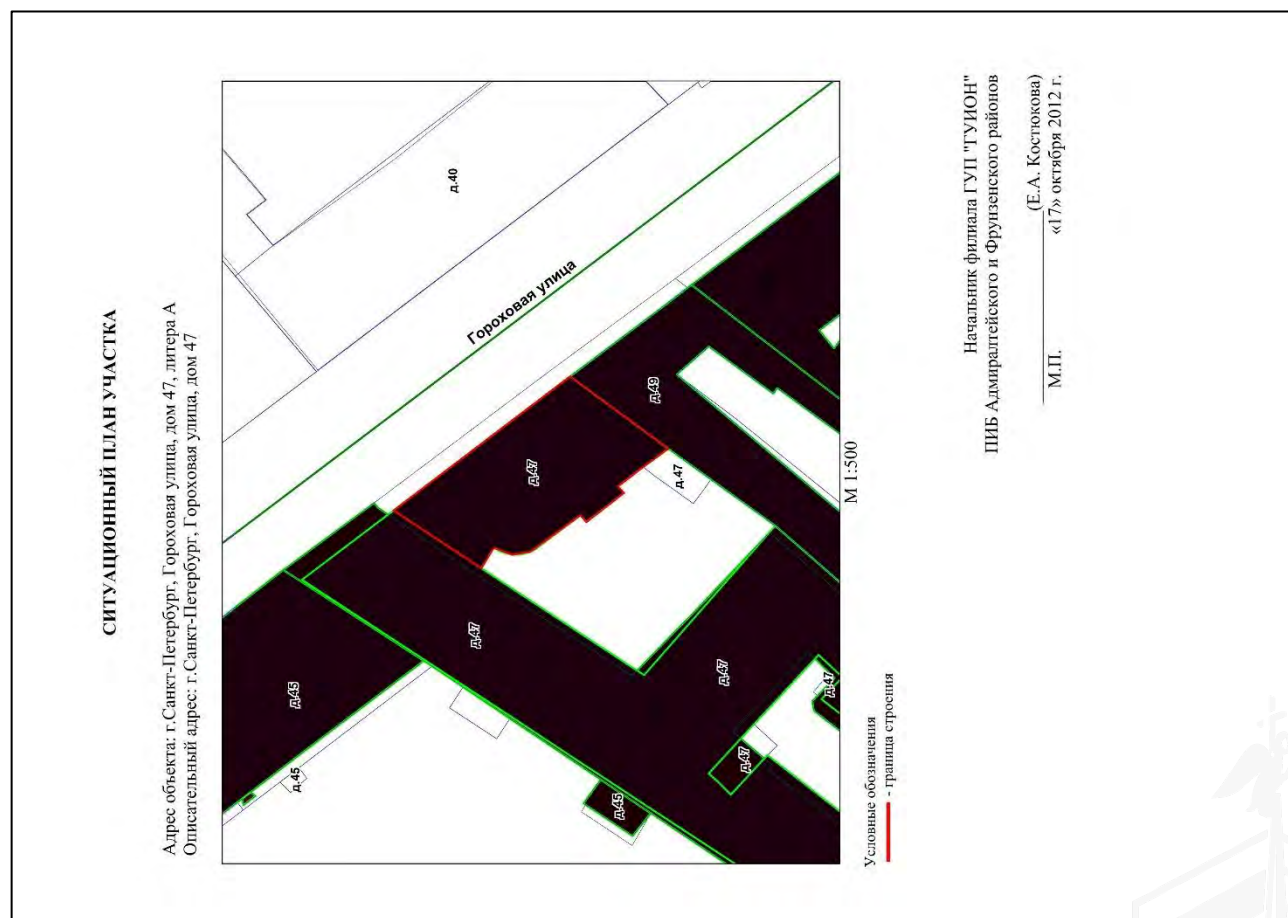 СИТУАЦИОННЫЙ ПЛАН УЧАСТКА
Адрес объекта: г.Санкт-Петербург, Гороховая улица, дом 47, литера А
Описательный адрес: г.Санкт-Петербург, Гороховая улица, дом 47
д.40
Гороховая улица
д.49
д.47
д.47
д.47
д.47
д.47
д.47
д.45
д.45
д.45
М 1:500
Условные обозначения
- граница строения
Начальник филиала ГУП "ГУИОН"
ПИБ Адмиралтейского и Фрунзенского районов
(Е.А. Костюкова)
М.П. «17» октября 2012 г.